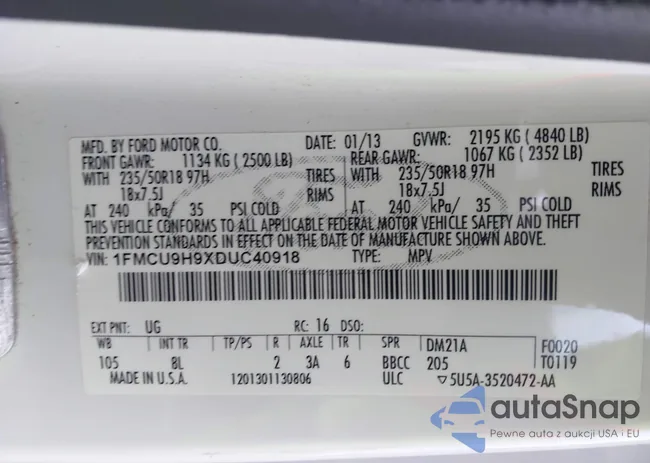 MFD. BY FORD MOTOR CO. DATE: 01/13 GVWR: 2195 KG ( 4840 LB)
FRONT GAWR: 1134 KG ( 2500 LB) REAR GAWR: 1067 KG ( 2352 LB)
WITH 235/50R18 97H TIRES WITH 235/50R18 97H TIRES
18x7.5J RIMS 18x7.5J RIMS
AT 240 kPa/ 35 PSI COLD AT 240 kPa/ 35 PSI COLD
THIS VEHICLE CONFORMS TO ALL APPLICABLE FEDERAL MOTOR VEHICLE SAFETY AND THEFT
PREVENTION STANDARDS IN EFFECT ON THE DATE OF MANUFACTURE SHOWN ABOVE.
VIN: 1FMCU9H9XDUC40918 TYPE: MPV
EXT PNT: UG RC: 16 DSO:
WB INT TR TP/PS R AXLE TR SPR DM21A F0020
105 8L 2 3A 6 BBCC 205 T0119
MADE IN U.S.A. 1201301130806 ULC ▽5U5A-3520472-AA
autaSnap
Pewne auta z aukcji USA i EU